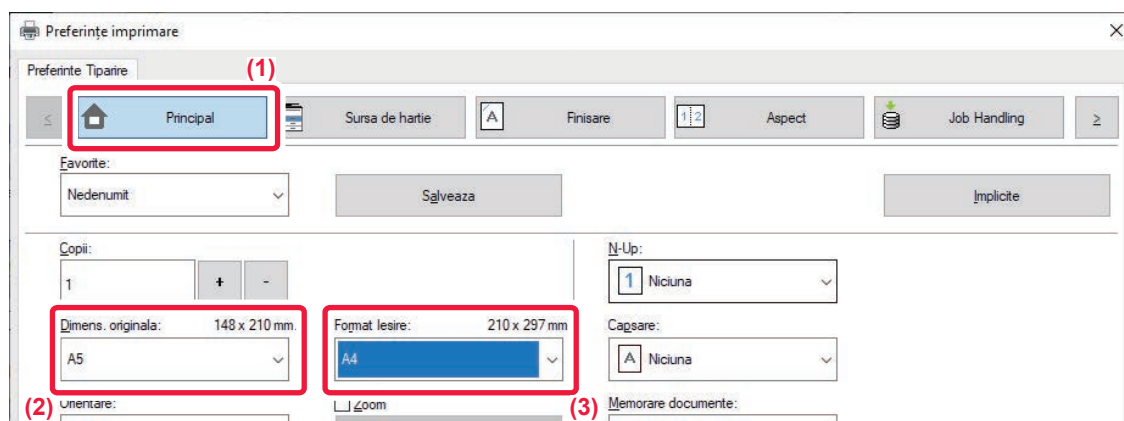 Preferințe imprimare
Preferinte Tiparire
(1)
< Principal Sursa de hartie Finisare Aspect Job Handling >
Favorite:
Nedenumit Salveaza Implicite
Copii: N-Up:
1 + - 1 Niciuna
Dimens. originala: 148 x 210 mm. Format Iesire: 210 x 297 mm Capsare:
A5 A4 A Niciuna
(2) Orientare: Zoom (3) Memorare documente: